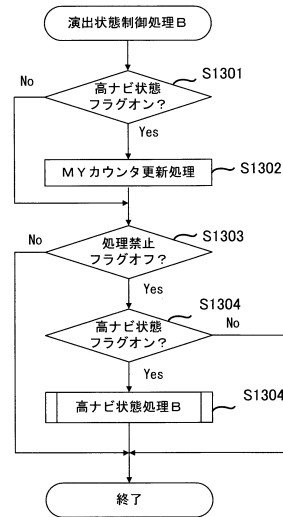 演出状態制御処理B
S1301
高ナビ状態
フラグオン?
No
Yes
MYカウンタ更新処理
S1302
S1303
処理禁止
フラグオフ?
No
Yes
S1304
高ナビ状態
フラグオン?
No
Yes
高ナビ状態処理B
S1304
終了